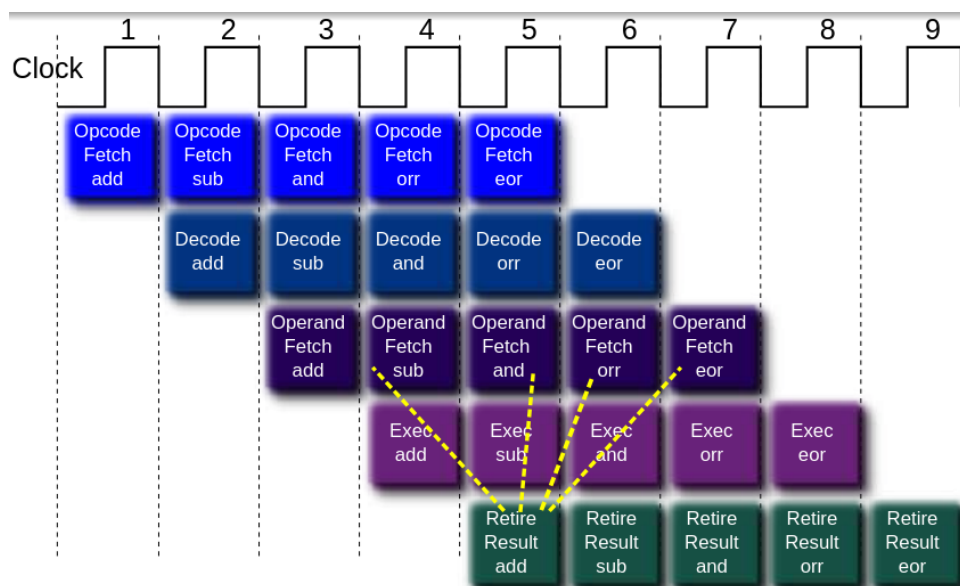 1 2 3 4 5 6 7 8 9
Clock
Opcode
Fetch
add
Opcode
Fetch
sub
Opcode
Fetch
and
Opcode
Fetch
orr
Opcode
Fetch
eor
Decode
add
Decode
sub
Decode
and
Decode
orr
Decode
eor
Operand
Fetch
add
Operand
Fetch
sub
Operand
Fetch
and
Operand
Fetch
orr
Operand
Fetch
eor
Exec
add
Exec
sub
Exec
and
Exec
orr
Exec
eor
Retire
Result
add
Retire
Result
sub
Retire
Result
and
Retire
Result
orr
Retire
Result
eor